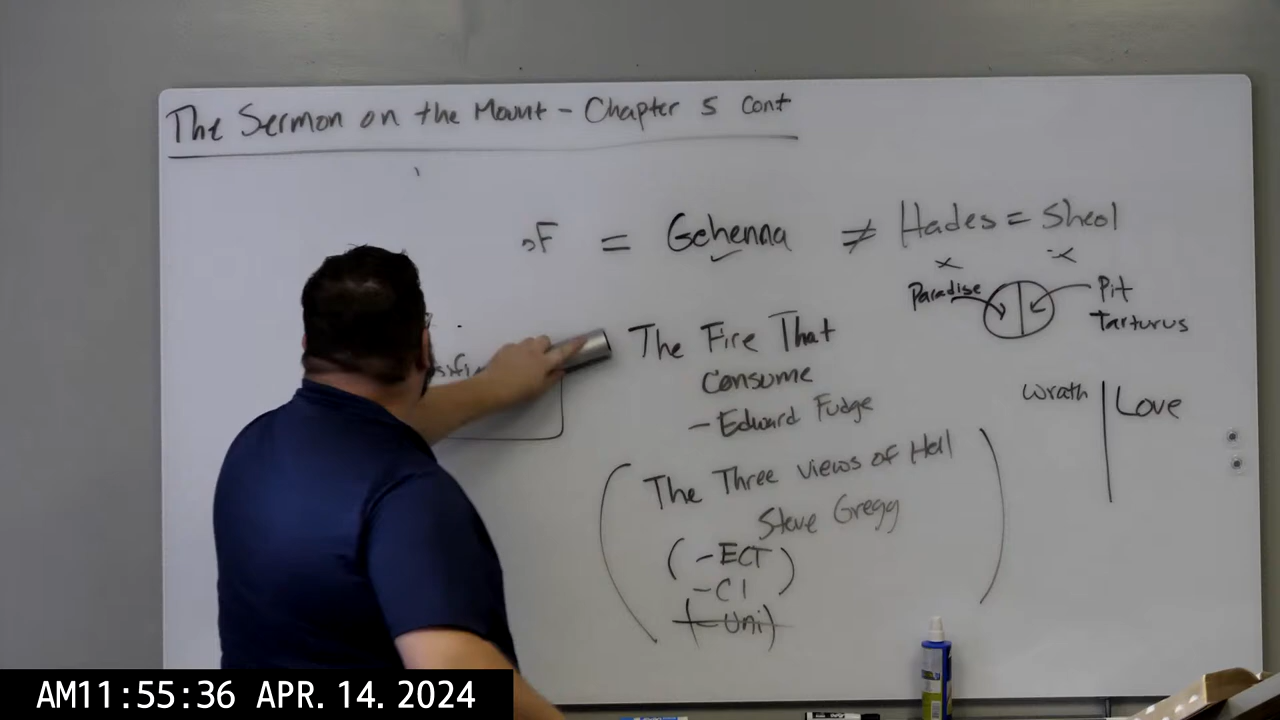 The Sermon on the Mount - Chapter 5 Cont
oF = Gehenna ≠ Hades = Sheol
x x
Paradise
Pit
Tarturus
The Fire That
Consume
- Edward Fudge
Wrath | Love
(The Three views of Hell
Steve Gregg)
(- ECT)
- CI
(- Uni)
AM11:55:36 APR. 14. 2024